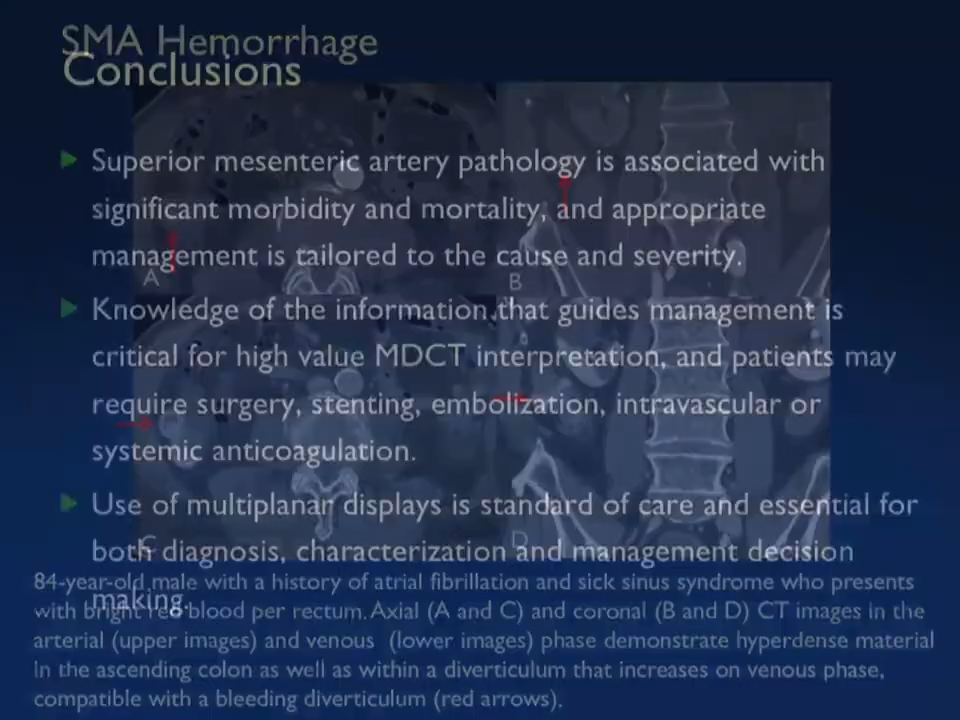 SMA Hemorrhage
Conclusions
Superior mesenteric artery pathology is associated with
significant morbidity and mortality, and appropriate
management is tailored to the cause and severity.
A
B
Knowledge of the information that guides management is
critical for high value MDCT interpretation, and patients may
require surgery, stenting, embolization, intravascular or
systemic anticoagulation.
Use of multiplanar displays is standard of care and essential for
both diagnosis, characterization and management decision
making.
C
D
84-year-old male with a history of atrial fibrillation and sick sinus syndrome who presents
with bright red blood per rectum. Axial (A and C) and coronal (B and D) CT images in the
arterial (upper images) and venous (lower images) phase demonstrate hyperdense material
in the ascending colon as well as within a diverticulum that increases on venous phase,
compatible with a bleeding diverticulum (red arrows).